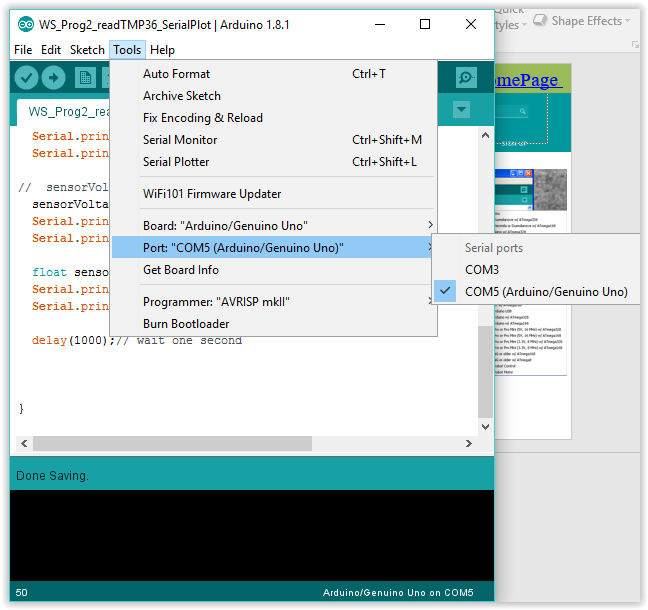 WS_Prog2_readTMP36_SerialPlot | Arduino 1.8.1
File Edit Sketch Tools Help
Auto Format Ctrl+T
Archive Sketch
Fix Encoding & Reload
Serial Monitor Ctrl+Shift+M
Serial Plotter Ctrl+Shift+L
WiFi101 Firmware Updater
Board: "Arduino/Genuino Uno"
Port: "COM5 (Arduino/Genuino Uno)"
Get Board Info
Programmer: "AVRISP mkII"
Burn Bootloader
Serial ports
COM3
COM5 (Arduino/Genuino Uno)
WS_Prog2_rea
Serial.prin
Serial.prin
// sensorVol
sensorVolta
Serial.prin
Serial.prin
float senso
Serial.prin
Serial.prin
delay(1000);// wait one second
}
Done Saving.
50 Arduino/Genuino Uno on COM5
Quick
tyles
Shape Effects
omePage
SIGN UP